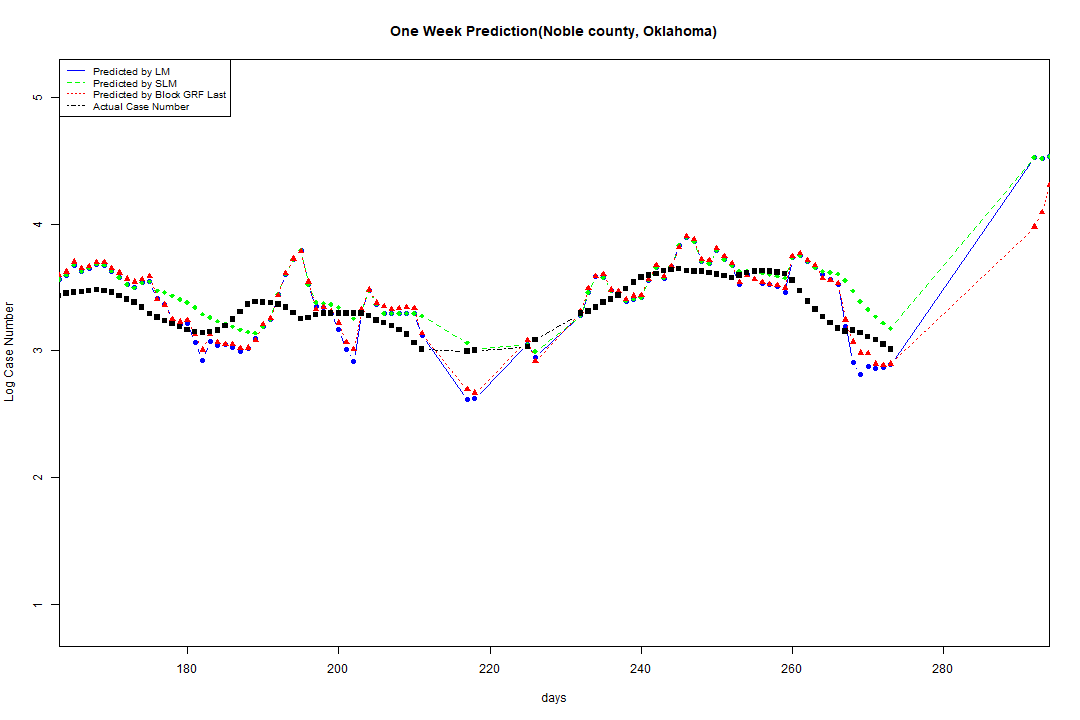 One Week Prediction(Noble county, Oklahoma)
Predicted by LM
Predicted by SLM
Predicted by Block GRF Last
Actual Case Number
5
4
3
2
1
Log Case Number
180 200 220 240 260 280
days